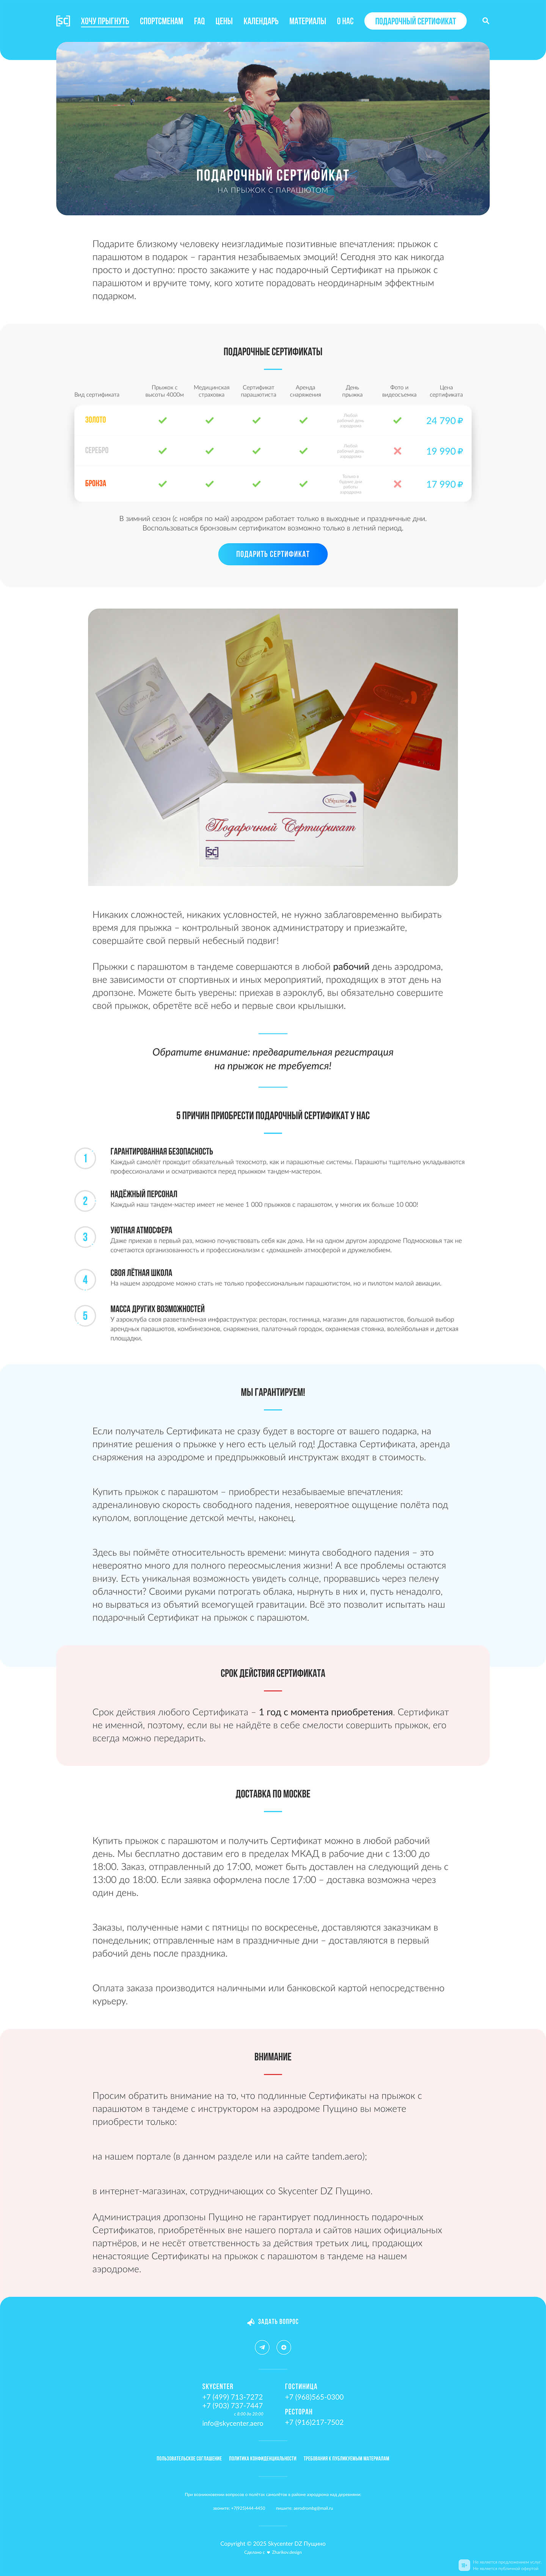 SC ХОЧУ ПРЫГНУТЬ СПОРТСМЕНАМ FAQ ЦЕНЫ КАЛЕНДАРЬ МАТЕРИАЛЫ О НАС ПОДАРОЧНЫЙ СЕРТИФИКАТ
ПОДАРОЧНЫЙ СЕРТИФИКАТ
НА ПРЫЖОК С ПАРАШЮТОМ
Подарите близкому человеку неизгладимые позитивные впечатления: прыжок с
парашютом в подарок – гарантия незабываемых эмоций! Сегодня это как никогда
просто и доступно: просто закажите у нас подарочный Сертификат на прыжок с
парашютом и вручите тому, кого хотите порадовать неординарным эффектным
подарком.
ПОДАРОЧНЫЕ СЕРТИФИКАТЫ
Вид сертификата Прыжок с высоты 4000м Медицинская страховка Сертификат парашютиста Аренда снаряжения День прыжка Фото и видеосъемка Цена сертификата
ЗОЛОТО Любой рабочий день аэродрома 24 790 ₽
СЕРЕБРО Любой рабочий день аэродрома 19 990 ₽
БРОНЗА Только в будние дни работы аэродрома 17 990 ₽
В зимний сезон (с ноября по май) аэродром работает только в выходные и праздничные дни.
Воспользоваться бронзовым сертификатом возможно только в летний период.
ПОДАРИТЬ СЕРТИФИКАТ
Skycenter
Подарочный Сертификат
SC
Никаких сложностей, никаких условностей, не нужно заблаговременно выбирать
время для прыжка – контрольный звонок администратору и приезжайте,
совершайте свой первый небесный подвиг!
Прыжки с парашютом в тандеме совершаются в любой рабочий день аэродрома,
вне зависимости от спортивных и иных мероприятий, проходящих в этот день на
дропзоне. Можете быть уверены: приехав в аэроклуб, вы обязательно совершите
свой прыжок, обретёте всё небо и первые свои крылышки.
Обратите внимание: предварительная регистрация
на прыжок не требуется!
5 ПРИЧИН ПРИОБРЕСТИ ПОДАРОЧНЫЙ СЕРТИФИКАТ У НАС
1 ГАРАНТИРОВАННАЯ БЕЗОПАСНОСТЬ
Каждый самолёт проходит обязательный техосмотр, как и парашютные системы. Парашюты тщательно укладываются
профессионалами и осматриваются перед прыжком тандем-мастером.
2 НАДЁЖНЫЙ ПЕРСОНАЛ
Каждый наш тандем-мастер имеет не менее 1 000 прыжков с парашютом, у многих их больше 10 000!
3 УЮТНАЯ АТМОСФЕРА
Даже приехав в первый раз, можно почувствовать себя как дома. Ни на одном другом аэродроме Подмосковья так не
сочетаются организованность и профессионализм с «домашней» атмосферой и дружелюбием.
4 СВОЯ ЛЁТНАЯ ШКОЛА
На нашем аэродроме можно стать не только профессиональным парашютистом, но и пилотом малой авиации.
5 МАССА ДРУГИХ ВОЗМОЖНОСТЕЙ
У аэроклуба своя разветвлённая инфраструктура: ресторан, гостиница, магазин для парашютистов, большой выбор
арендных парашютов, комбинезонов, снаряжения, палаточный городок, охраняемая стоянка, волейбольная и детская
площадки.
МЫ ГАРАНТИРУЕМ!
Если получатель Сертификата не сразу будет в восторге от вашего подарка, на
принятие решения о прыжке у него есть целый год! Доставка Сертификата, аренда
снаряжения на аэродроме и предпрыжковый инструктаж входят в стоимость.
Купить прыжок с парашютом – приобрести незабываемые впечатления:
адреналиновую скорость свободного падения, невероятное ощущение полёта под
куполом, воплощение детской мечты, наконец.
Здесь вы поймёте относительность времени: минута свободного падения – это
невероятно много для полного переосмысления жизни! А все проблемы остаются
внизу. Есть уникальная возможность увидеть солнце, прорвавшись через пелену
облачности? Своими руками потрогать облака, нырнуть в них и, пусть ненадолго,
но вырваться из объятий всемогущей гравитации. Всё это позволит испытать наш
подарочный Сертификат на прыжок с парашютом.
СРОК ДЕЙСТВИЯ СЕРТИФИКАТА
Срок действия любого Сертификата – 1 год с момента приобретения. Сертификат
не именной, поэтому, если вы не найдёте в себе смелости совершить прыжок, его
всегда можно передарить.
ДОСТАВКА ПО МОСКВЕ
Купить прыжок с парашютом и получить Сертификат можно в любой рабочий
день. Мы бесплатно доставим его в пределах МКАД в рабочие дни с 13:00 до
18:00. Заказ, отправленный до 17:00, может быть доставлен на следующий день с
13:00 до 18:00. Если заявка оформлена после 17:00 – доставка возможна через
один день.
Заказы, полученные нами с пятницы по воскресенье, доставляются заказчикам в
понедельник; отправленные нам в праздничные дни – доставляются в первый
рабочий день после праздника.
Оплата заказа производится наличными или банковской картой непосредственно
курьеру.
ВНИМАНИЕ
Просим обратить внимание на то, что подлинные Сертификаты на прыжок с
парашютом в тандеме с инструктором на аэродроме Пущино вы можете
приобрести только:
на нашем портале (в данном разделе или на сайте tandem.aero);
в интернет-магазинах, сотрудничающих со Skycenter DZ Пущино.
Администрация дропзоны Пущино не гарантирует подлинность подарочных
Сертификатов, приобретённых вне нашего портала и сайтов наших официальных
партнёров, и не несёт ответственность за действия третьих лиц, продающих
ненастоящие Сертификаты на прыжок с парашютом в тандеме на нашем
аэродроме.
ЗАДАТЬ ВОПРОС
SKYCENTER
+7 (499) 713-7272
+7 (903) 737-7447
с 8:00 до 20:00
info@skycenter.aero
ГОСТИНИЦА
+7 (968)565-0300
РЕСТОРАН
+7 (916)217-7502
ПОЛЬЗОВАТЕЛЬСКОЕ СОГЛАШЕНИЕ ПОЛИТИКА КОНФИДЕНЦИАЛЬНОСТИ ТРЕБОВАНИЯ К ПУБЛИКУЕМЫМ МАТЕРИАЛАМ
Copyright © 2025 Skycenter DZ Пущино